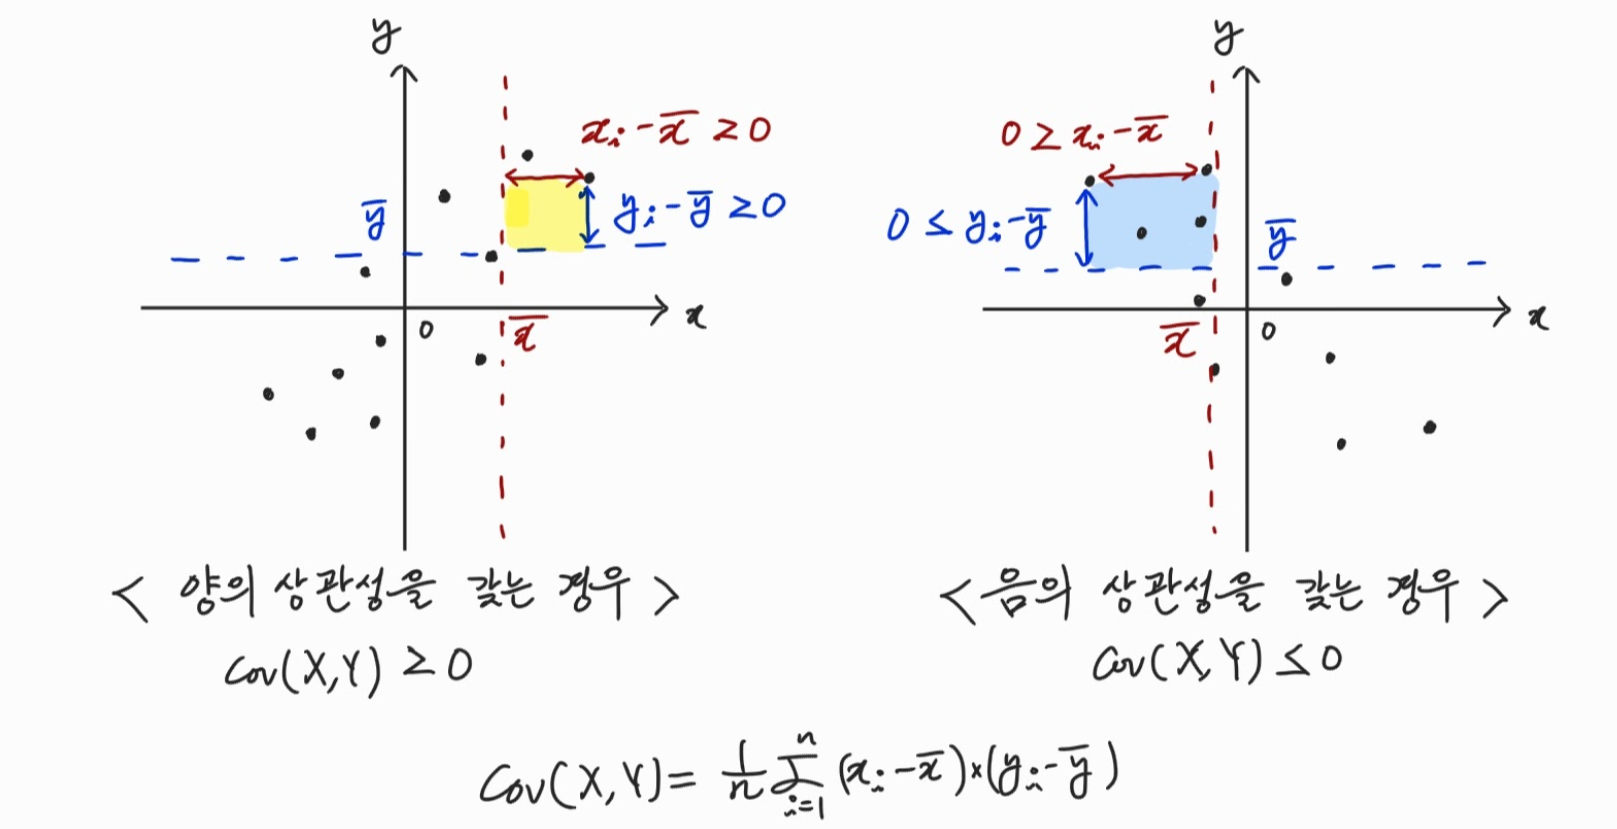 y
xᵢ - x̄ ≥ 0
ȳ
yᵢ - ȳ ≥ 0
0
x̄
x
< 양의 상관성을 갖는 경우 >
Cov(X,Y) ≥ 0
y
0 ≥ xᵢ - x̄
0 ≤ yᵢ - ȳ
ȳ
x̄
0
x
< 음의 상관성을 갖는 경우 >
Cov(X,Y) ≤ 0
Cov(X,Y) = 1/n Σᵢ₌₁ⁿ (xᵢ - x̄)×(yᵢ - ȳ)